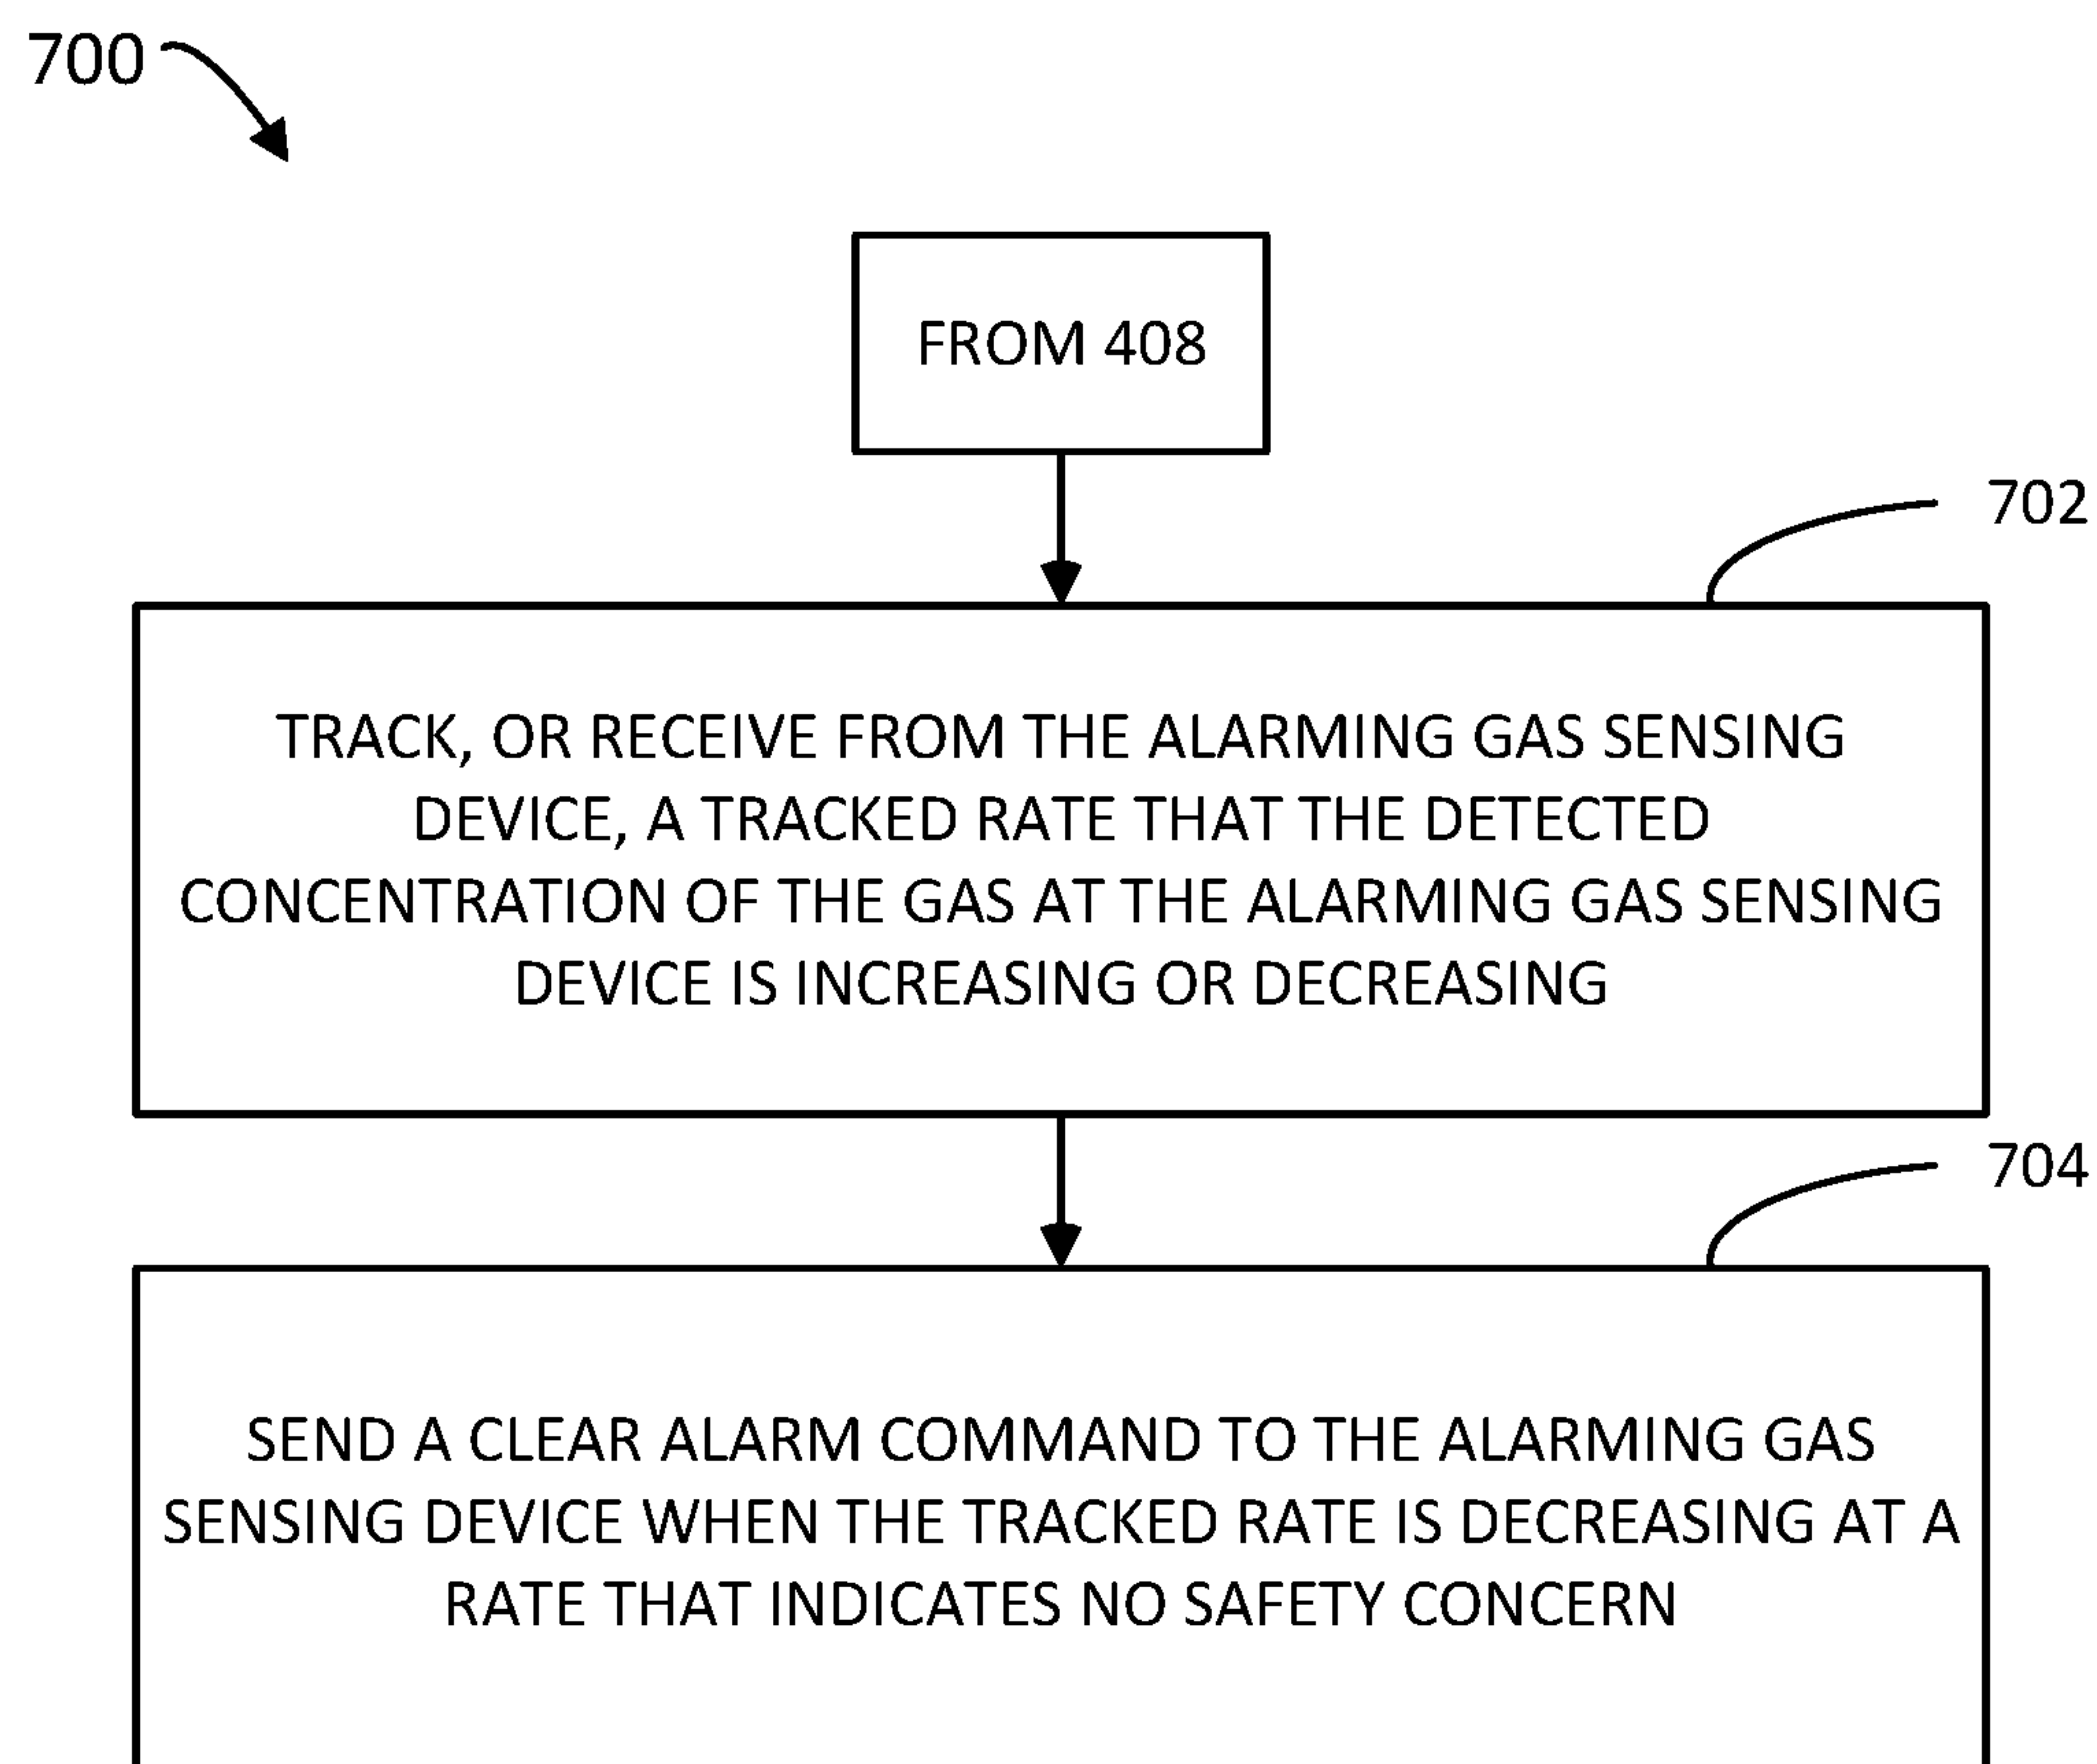 700
FROM 408
702
TRACK, OR RECEIVE FROM THE ALARMING GAS SENSING
DEVICE, A TRACKED RATE THAT THE DETECTED
CONCENTRATION OF THE GAS AT THE ALARMING GAS SENSING
DEVICE IS INCREASING OR DECREASING
704
SEND A CLEAR ALARM COMMAND TO THE ALARMING GAS
SENSING DEVICE WHEN THE TRACKED RATE IS DECREASING AT A
RATE THAT INDICATES NO SAFETY CONCERN